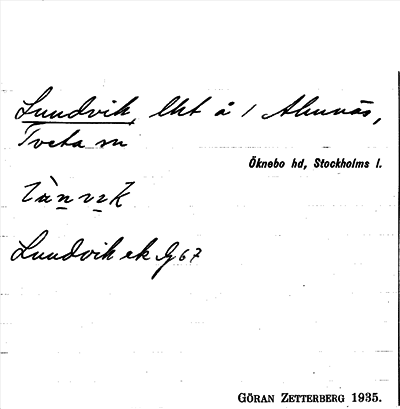 Lundvik, lht å 1 Almnäs,
Tveta sn
Öknebo hd, Stockholms l.
Lundvik ek G 67
GÖRAN ZETTERBERG 1935.